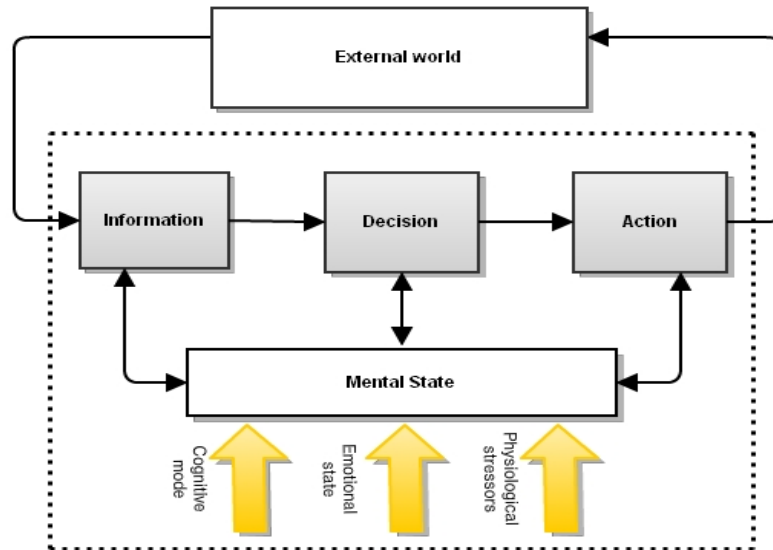 External world
Information
Decision
Action
Mental State
Cognitive
mode
Emotional
state
Physiological
stressors